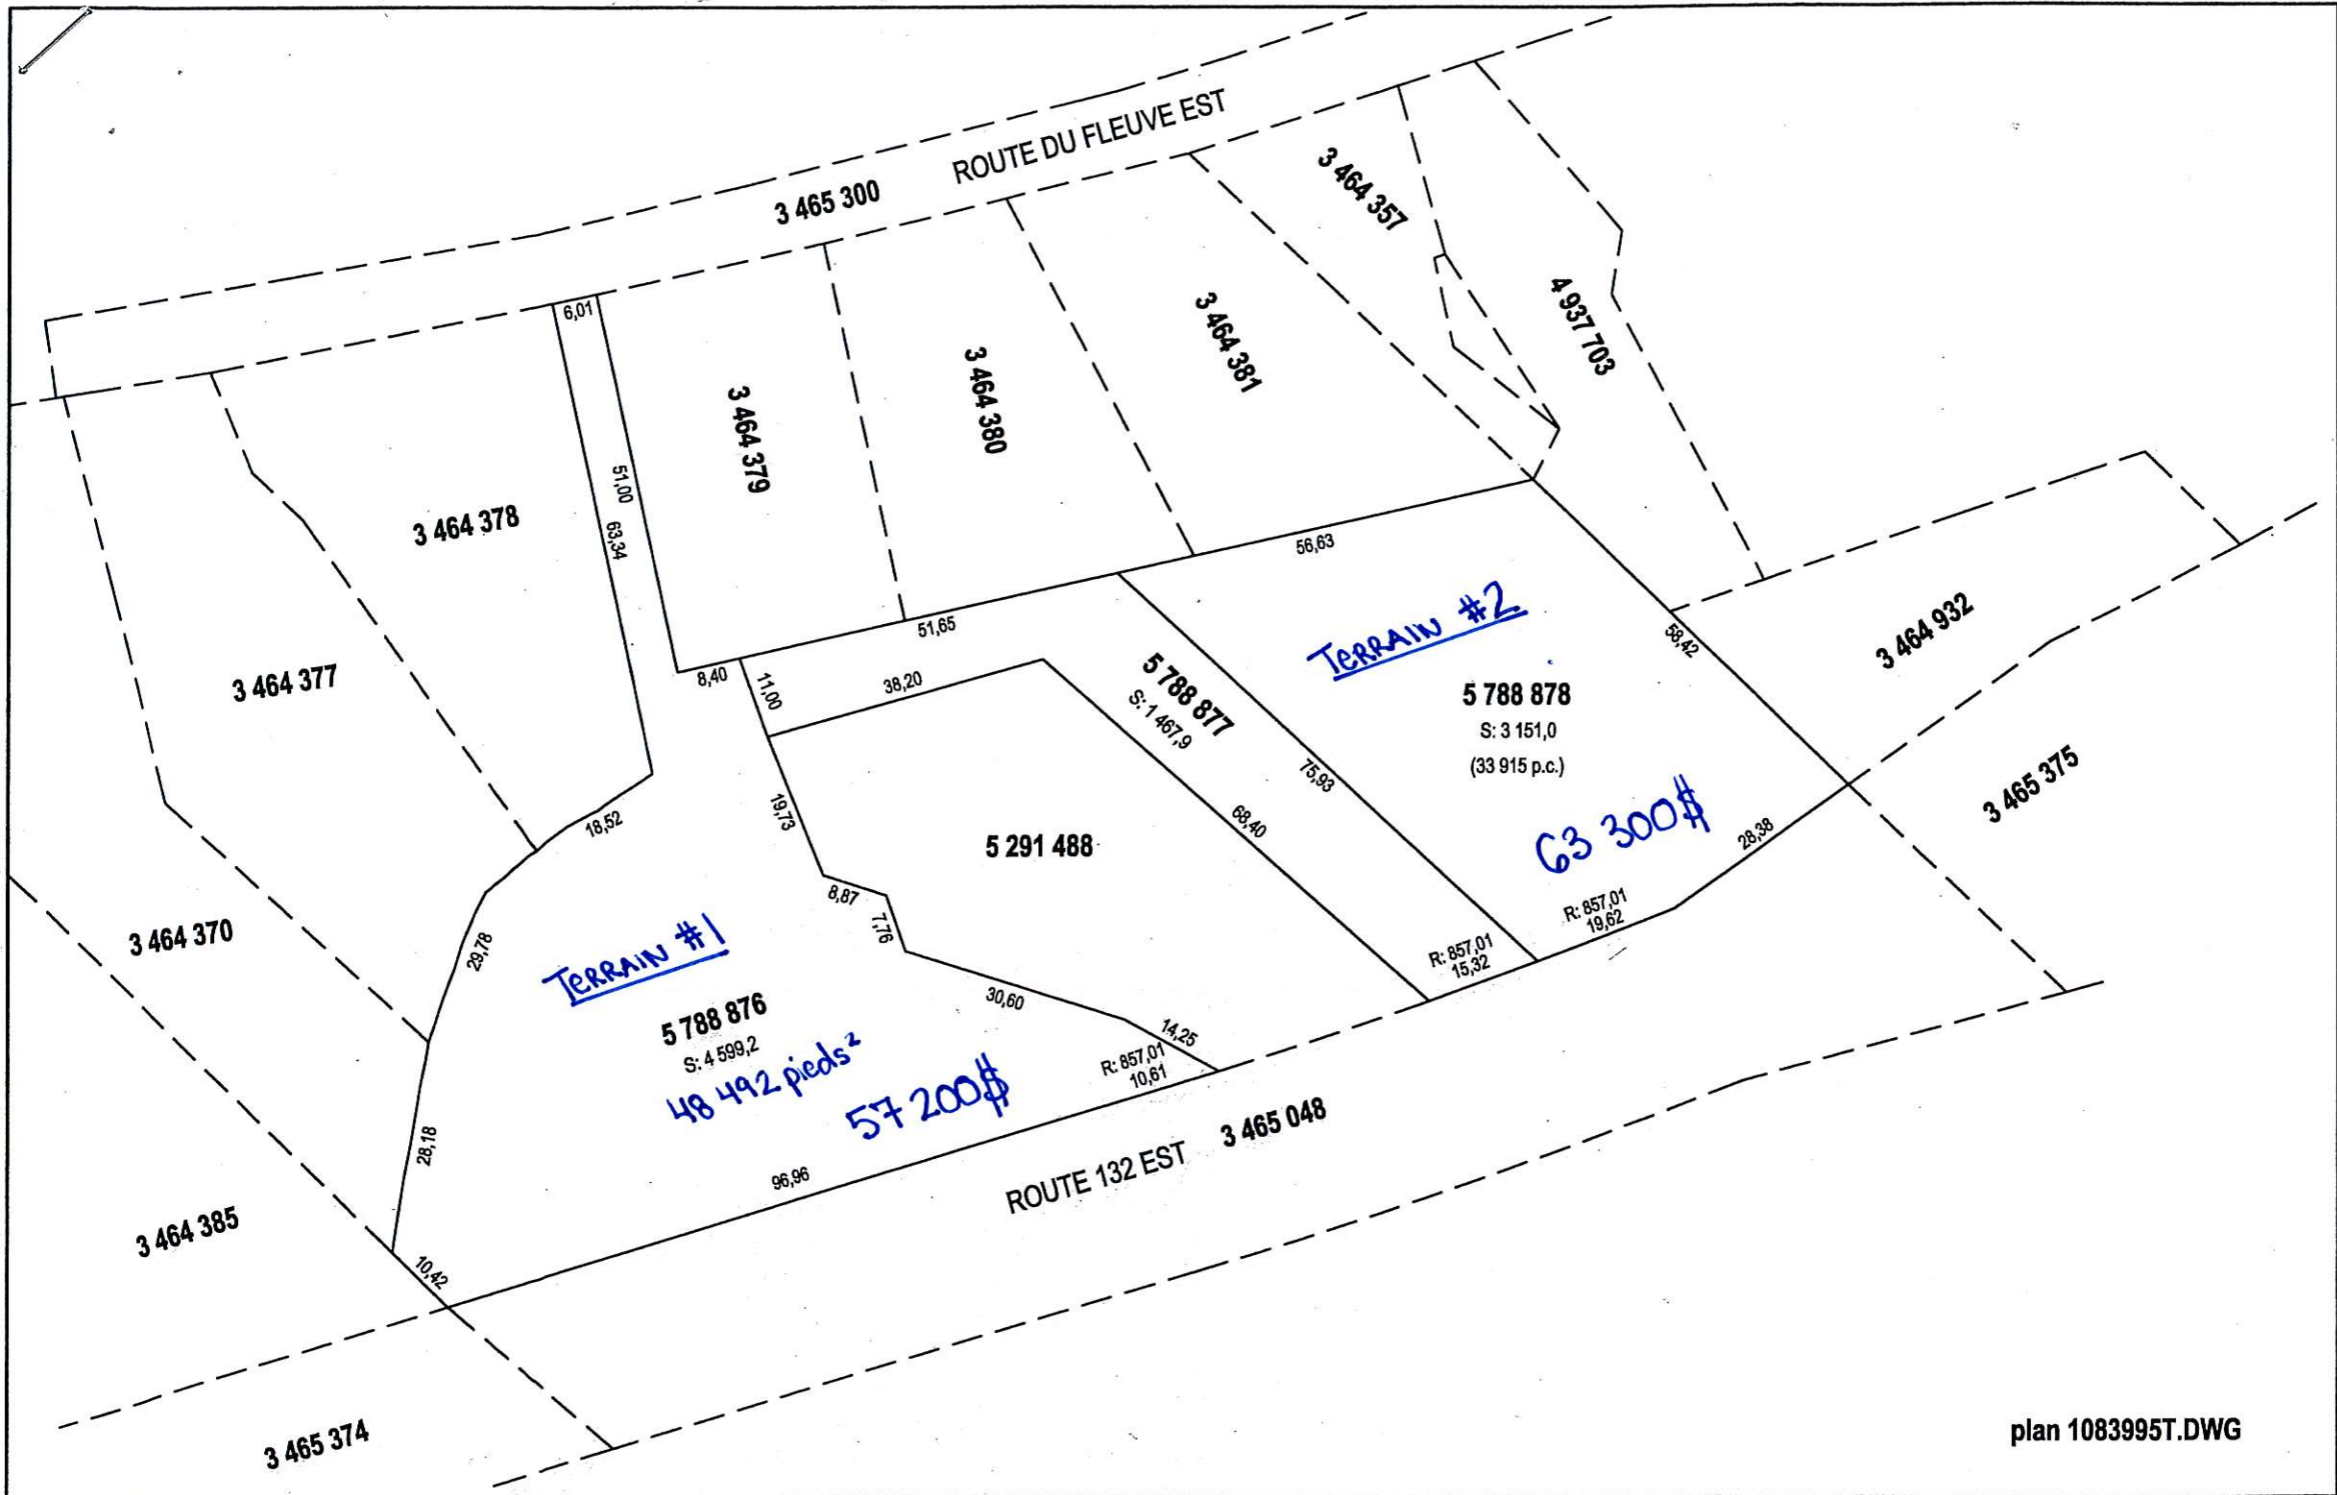 ROUTE DU FLEUVE EST
3 465 300
3 464 357
4 937 703
6,01
3 464 381
3 464 380
3 464 379
51,00
63,34
3 464 378
56,63
51,65
TERRAIN #2
58,42
3 464 932
8,40
11,00
38,20
5 788 877
S: 1 467,9
5 788 878
S: 3 151,0
(33 915 p.c.)
3 464 377
75,93
3 465 375
19,73
68,40
63 300$
28,38
18,52
5 291 488
8,87
7,76
R: 857,01
19,62
3 464 370
29,78
TERRAIN #1
R: 857,01
15,32
5 788 876
S: 4 599,2
48 492 pieds²
30,60
14,25
R: 857,01
10,61
57 200$
28,18
96,96
ROUTE 132 EST
3 465 048
3 464 385
10,42
3 465 374
plan 1083995T.DWG